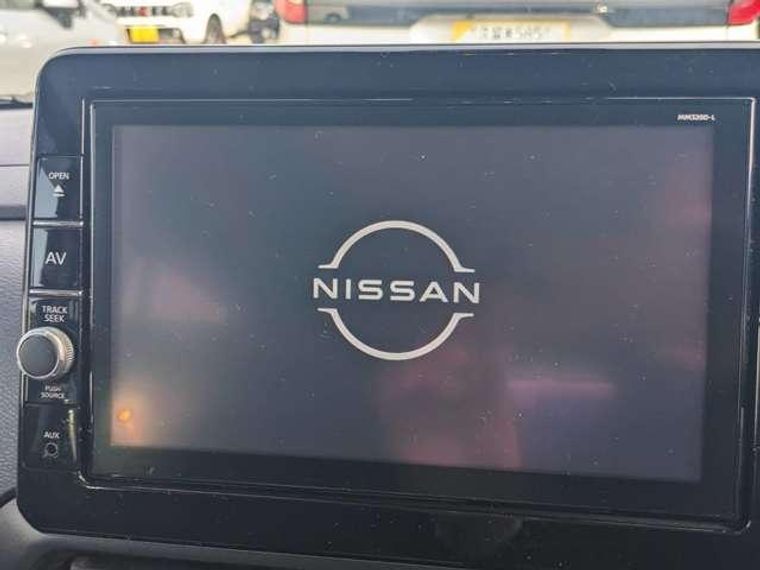 MM320D-L
OPEN
AV
NISSAN
TRACK
SEEK
PUSH
SOURCE
AUX